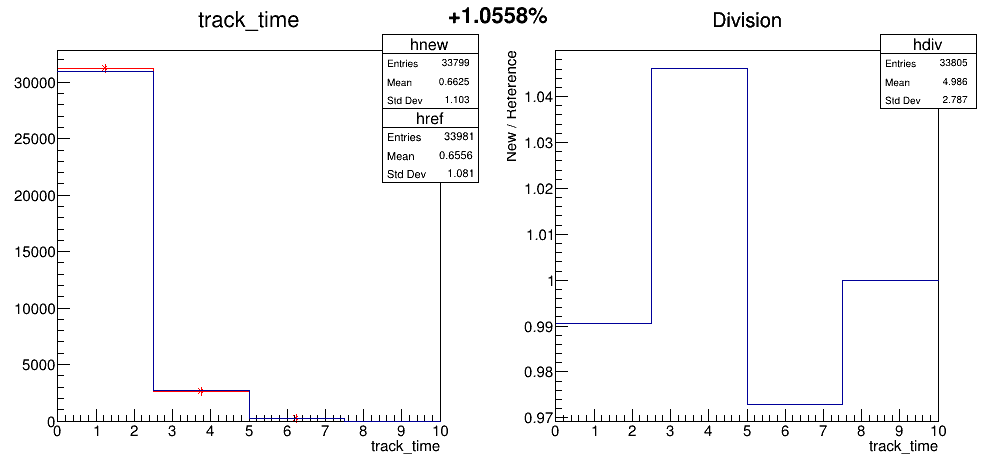 +1.0558%
track_time
hnew
Entries 33799
Mean 0.6625
Std Dev 1.103
href
Entries 33981
Mean 0.6556
Std Dev 1.081
30000
25000
20000
15000
10000
5000
0
0 1 2 3 4 5 6 7 8 9 10
track_time
Division
hdiv
Entries 33805
Mean 4.986
Std Dev 2.787
New / Reference
1.04
1.03
1.02
1.01
1
0.99
0.98
0.97
0 1 2 3 4 5 6 7 8 9 10
track_time